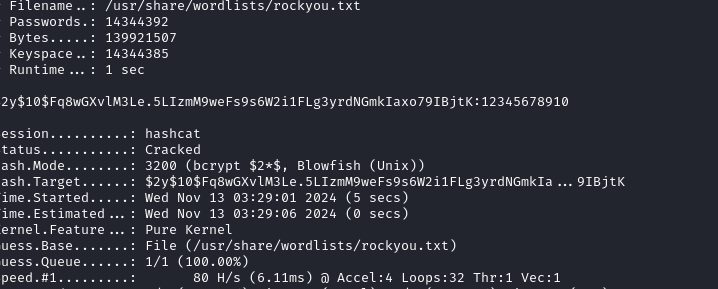 Filename..: /usr/share/wordlists/rockyou.txt
Passwords.: 14344392
Bytes.....: 139921507
Keyspace..: 14344385
Runtime...: 1 sec
2y$10$Fq8wGXvlM3Le.5LIzmM9weFs9s6W2i1FLg3yrdNGmkIaxo79IBjtK:12345678910
ession..........: hashcat
tatus...........: Cracked
ash.Mode........: 3200 (bcrypt $2*$, Blowfish (Unix))
ash.Target......: $2y$10$Fq8wGXvlM3Le.5LIzmM9weFs9s6W2i1FLg3yrdNGmkIa...9IBjtK
ime.Started.....: Wed Nov 13 03:29:01 2024 (5 secs)
ime.Estimated...: Wed Nov 13 03:29:06 2024 (0 secs)
ernel.Feature...: Pure Kernel
uess.Base.......: File (/usr/share/wordlists/rockyou.txt)
uess.Queue......: 1/1 (100.00%)
peed.#1.........: 80 H/s (6.11ms) @ Accel:4 Loops:32 Thr:1 Vec:1